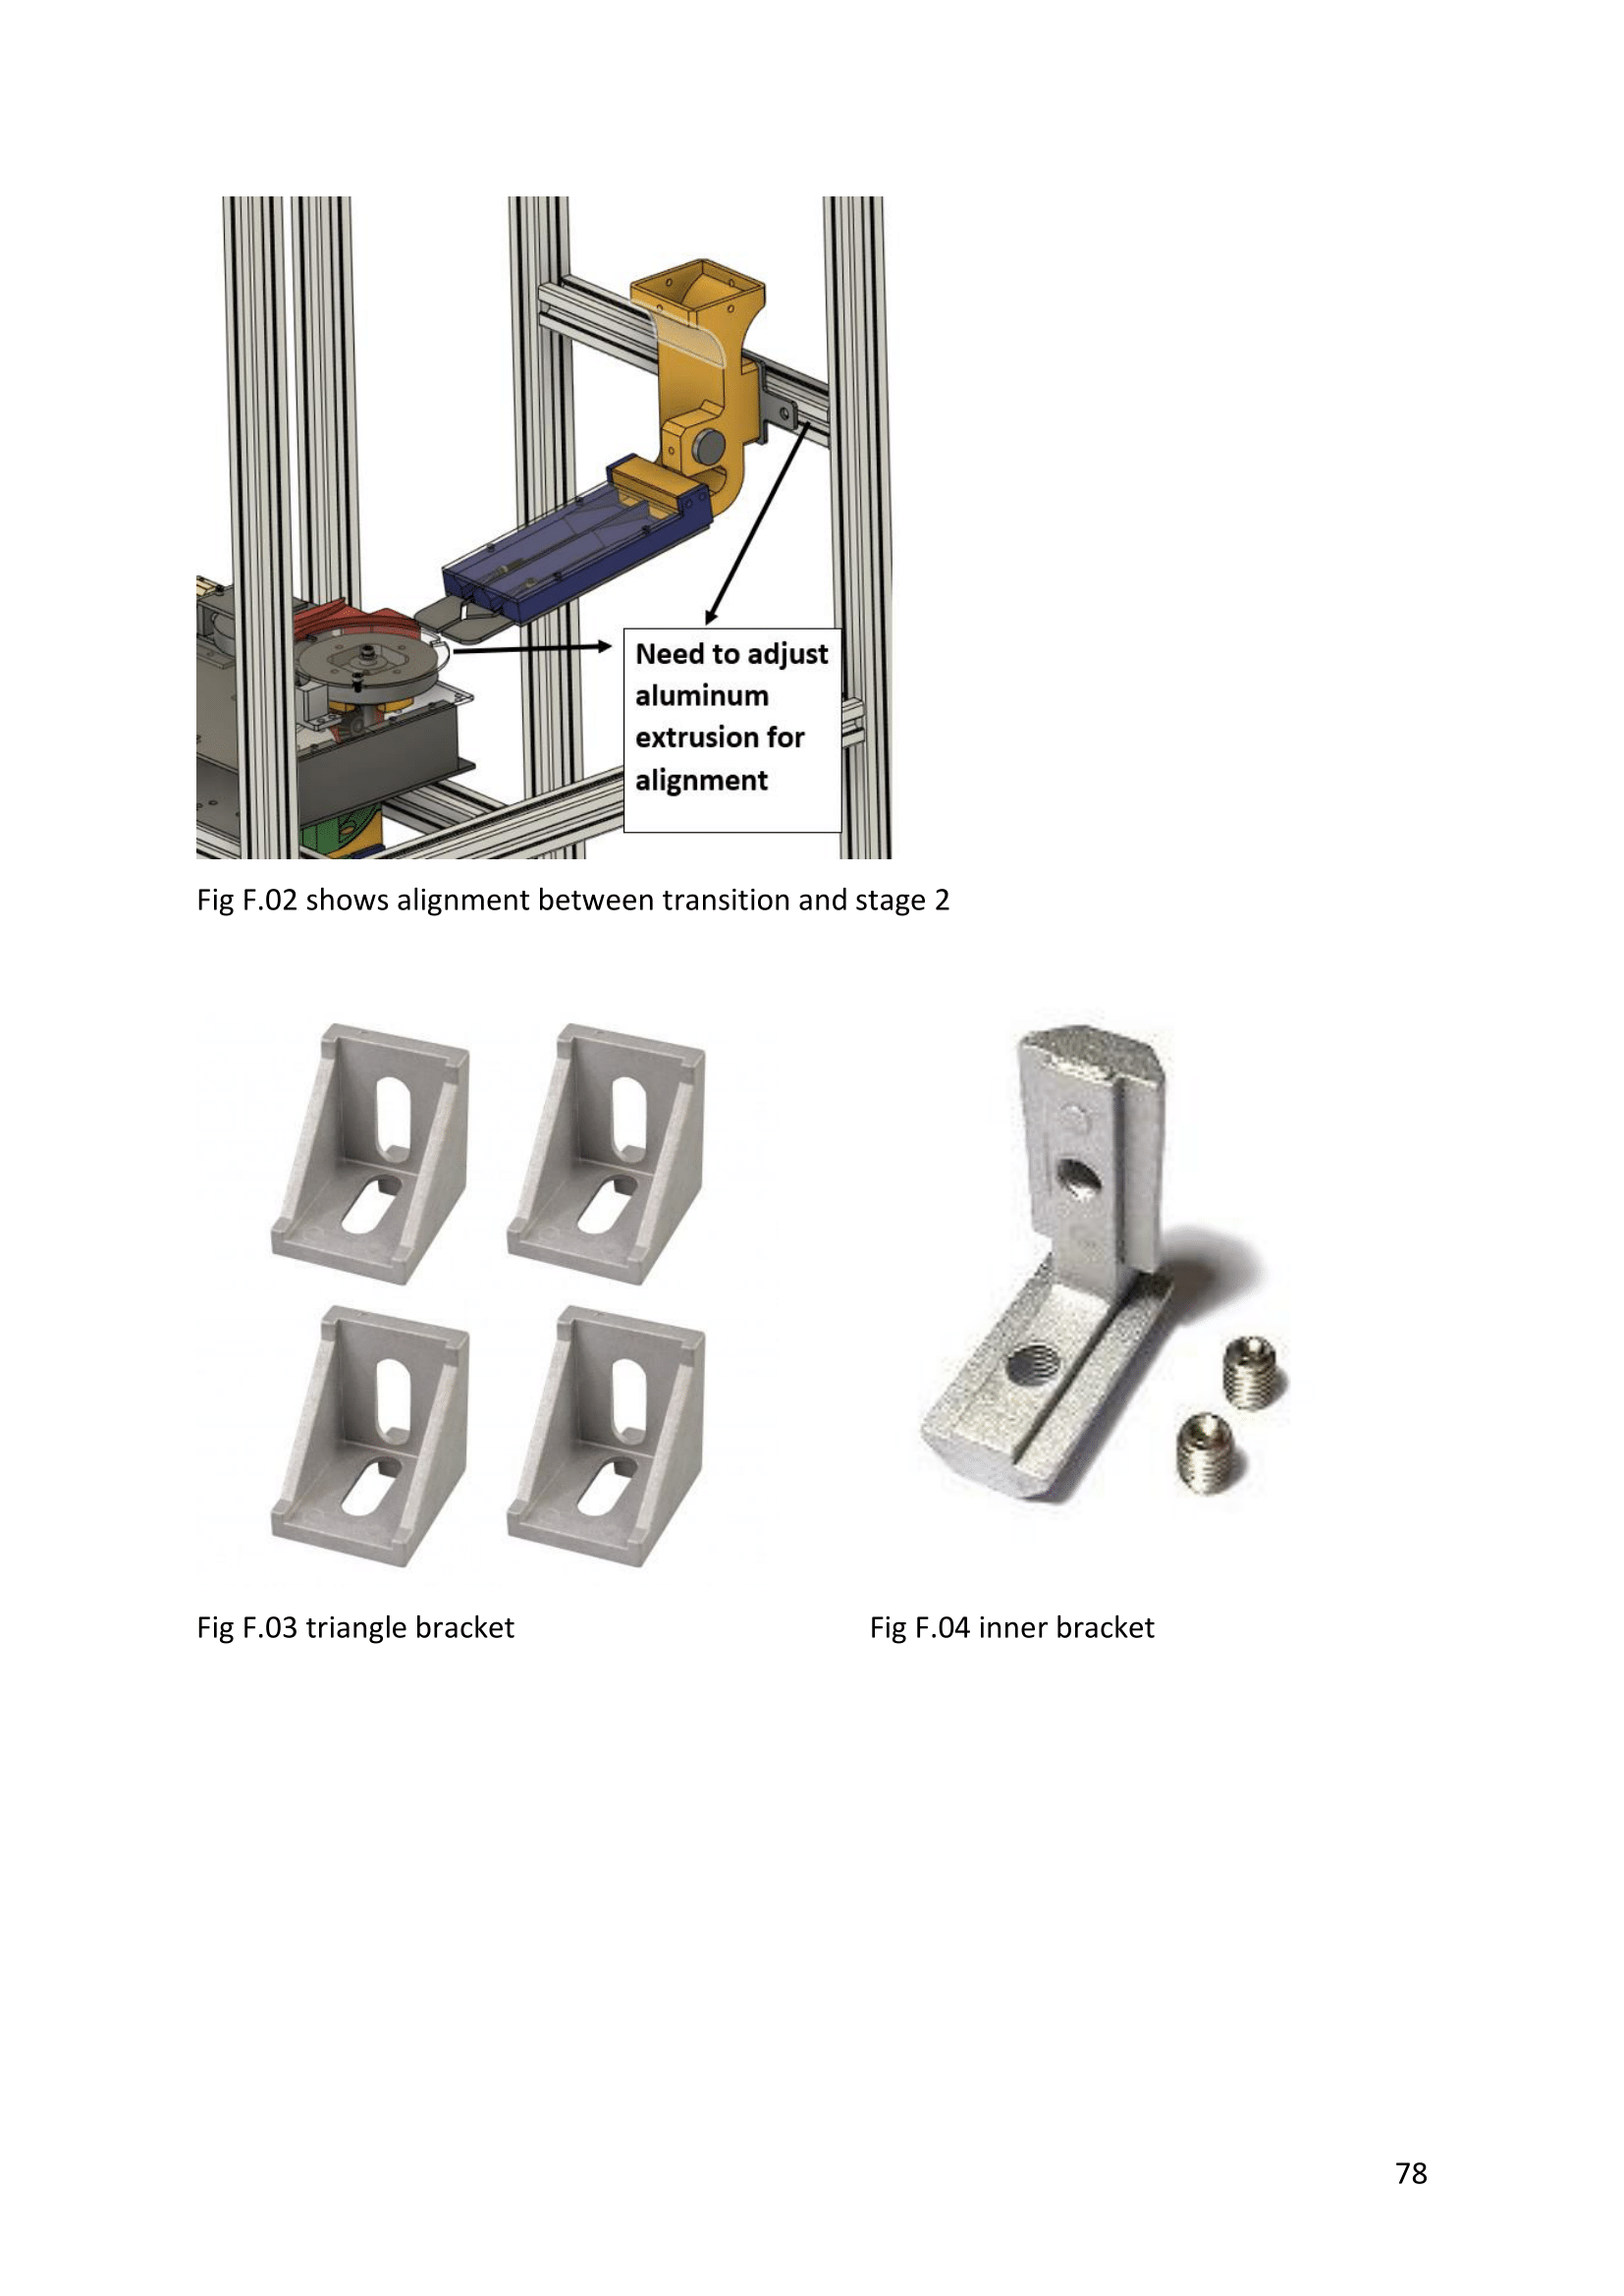 Need to adjust
aluminum
extrusion for
alignment
Fig F.02 shows alignment between transition and stage 2
Fig F.03 triangle bracket
Fig F.04 inner bracket
78